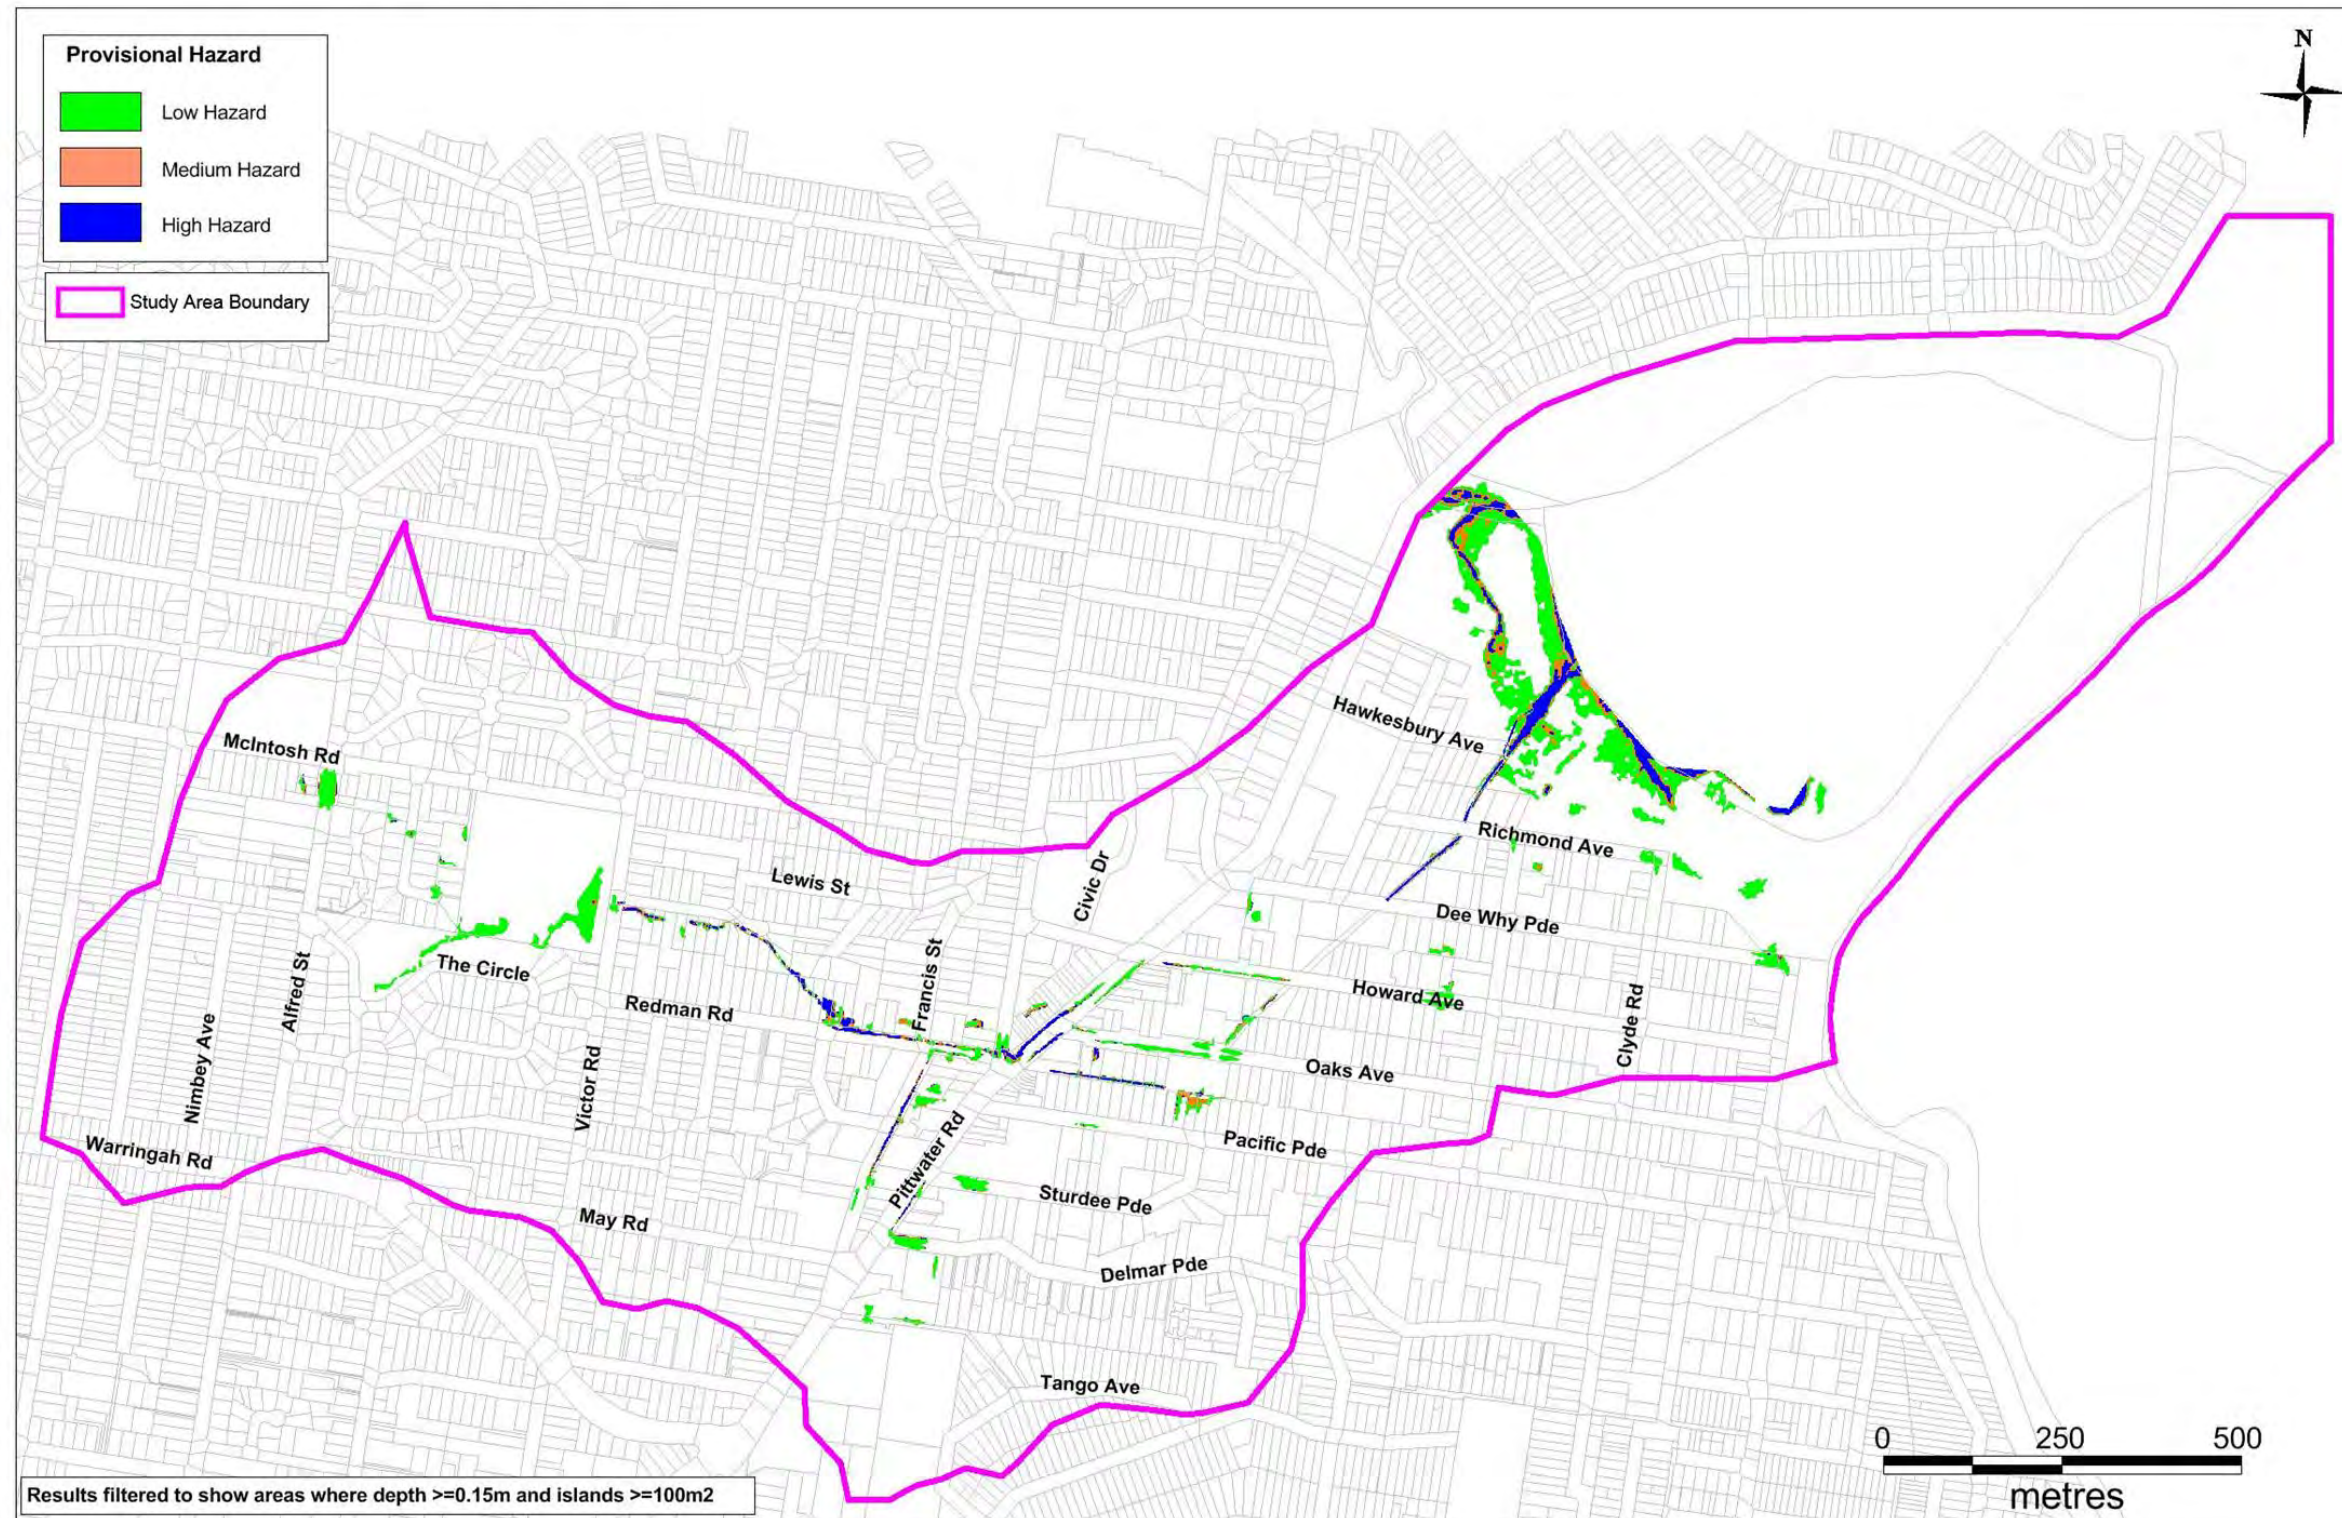 Provisional Hazard
Low Hazard
Medium Hazard
High Hazard
Study Area Boundary
N
McIntosh Rd
Hawkesbury Ave
Richmond Ave
Lewis St
Civic Dr
Dee Why Pde
The Circle
Alfred St
Francis St
Redman Rd
Howard Ave
Clyde Rd
Nimbey Ave
Victor Rd
Oaks Ave
Warringah Rd
Pittwater Rd
Pacific Pde
Sturdee Pde
May Rd
Delmar Pde
Tango Ave
0 250 500
metres
Results filtered to show areas where depth >=0.15m and islands >=100m2